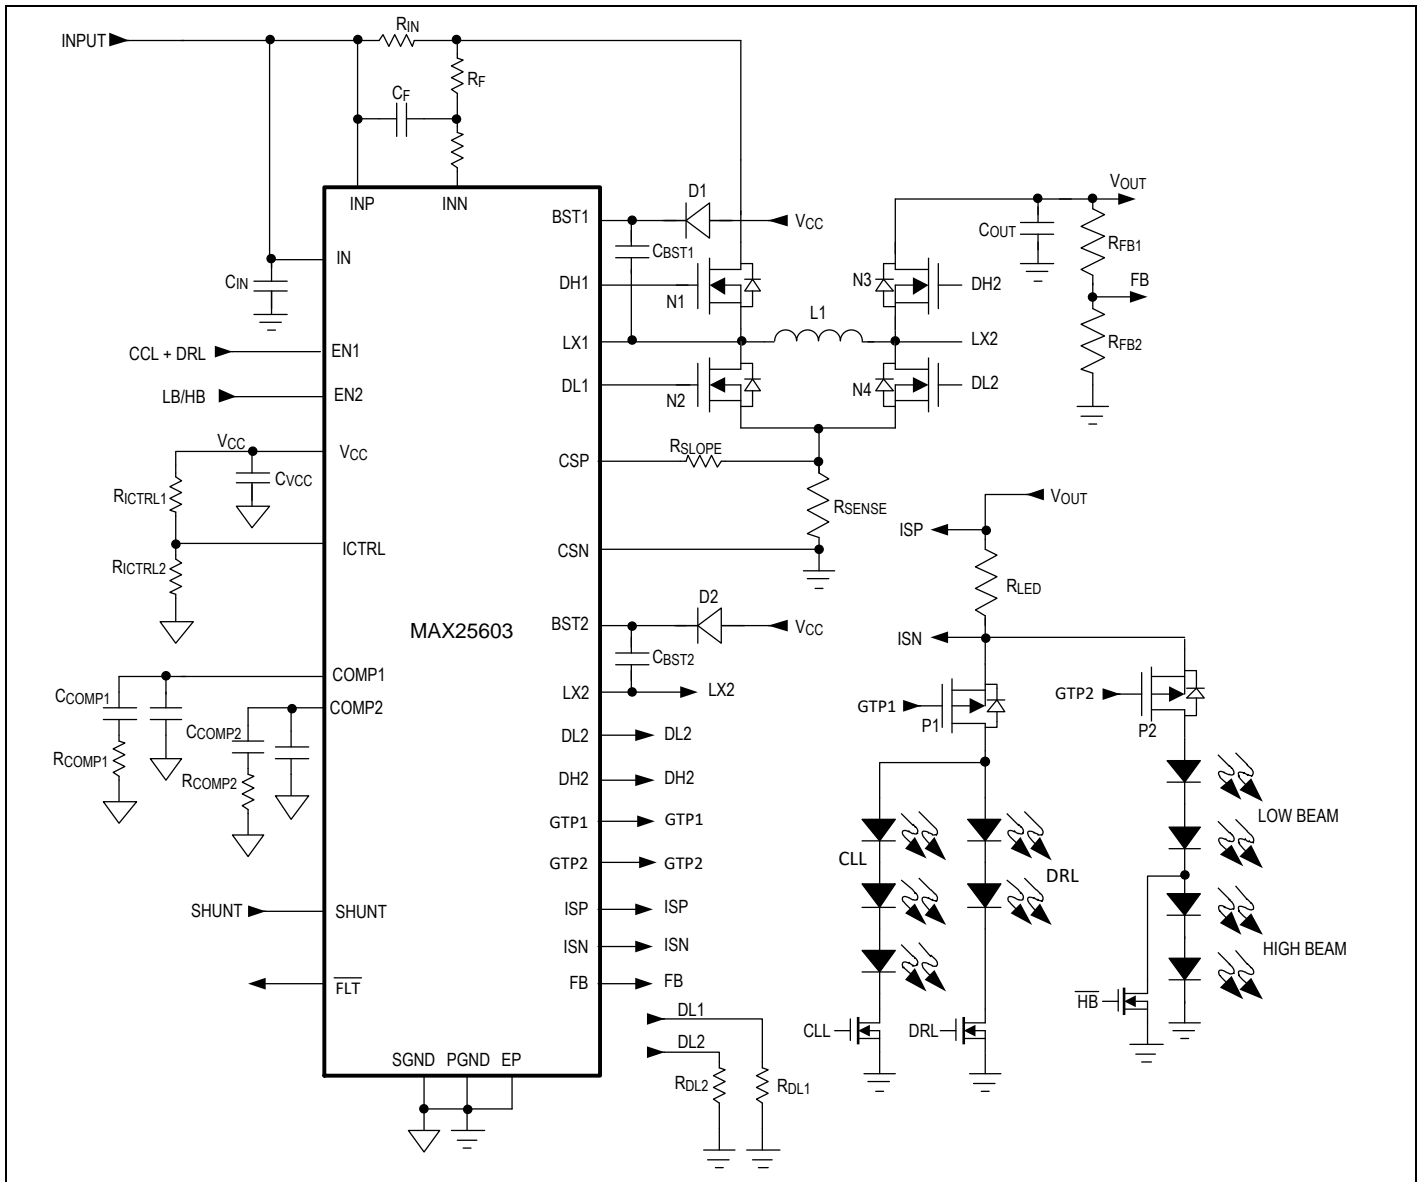 INPUT
RIN
RF
CF
INP
INN
IN
CIN
CCL + DRL
EN1
LB/HB
EN2
VCC
VCC
CVCC
RICTRL1
ICTRL
RICTRL2
MAX25603
COMP1
CCOMP1
RCOMP1
COMP2
CCOMP2
RCOMP2
SHUNT
SHUNT
FLT
SGND
PGND
EP
BST1
D1
VCC
CBST1
DH1
N1
LX1
L1
DL1
N2
N3
DH2
LX2
N4
DL2
VOUT
COUT
RFB1
FB
RFB2
CSP
RSLOPE
RSENSE
CSN
BST2
D2
VCC
CBST2
LX2
LX2
DL2
DL2
DH2
DH2
GTP1
GTP1
GTP2
GTP2
ISP
ISP
ISN
ISN
FB
FB
DL1
DL2
RDL2
RDL1
VOUT
ISP
RLED
ISN
GTP1
P1
GTP2
P2
LOW BEAM
CLL
DRL
HIGH BEAM
CLL
DRL
HB